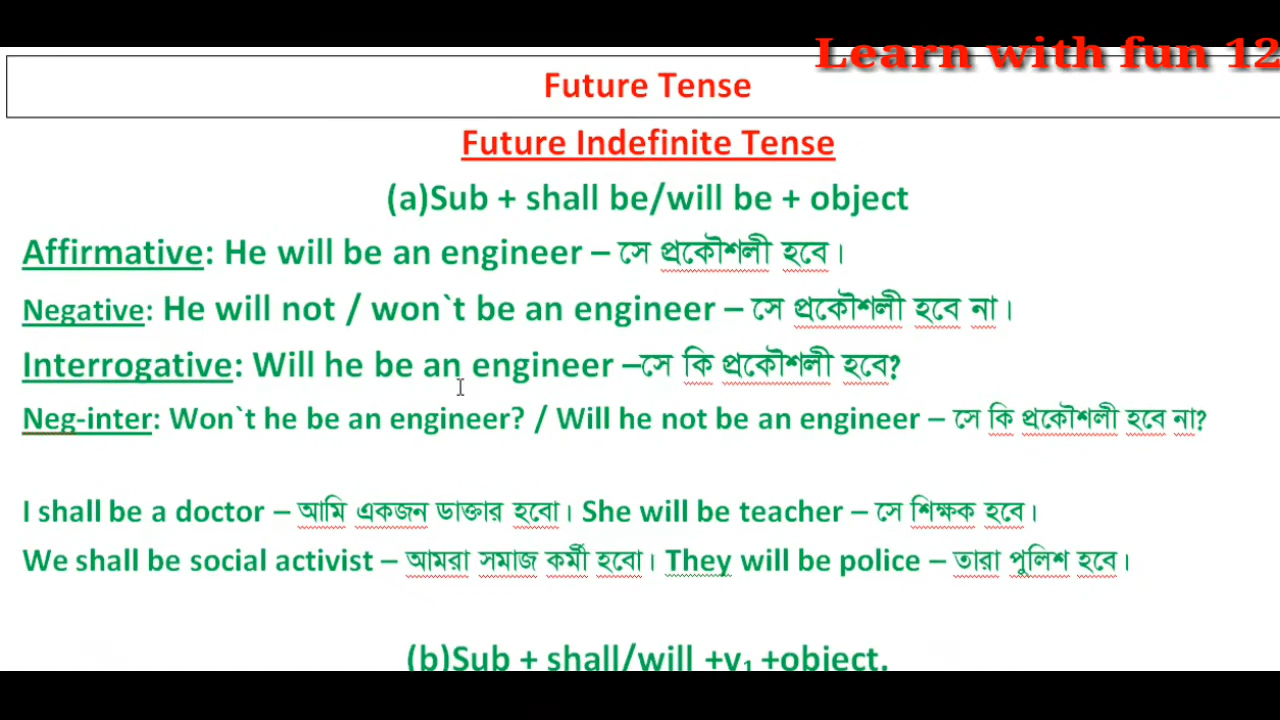 Learn with fun 12
Future Tense
Future Indefinite Tense
(a)Sub + shall be/will be + object
Affirmative: He will be an engineer – সে প্রকৌশলী হবে।
Negative: He will not / won`t be an engineer – সে প্রকৌশলী হবে না।
Interrogative: Will he be an engineer –সে কি প্রকৌশলী হবে?
Neg-inter: Won`t he be an engineer? / Will he not be an engineer – সে কি প্রকৌশলী হবে না?
I shall be a doctor – আমি একজন ডাক্তার হবো। She will be teacher – সে শিক্ষক হবে।
We shall be social activist – আমরা সমাজ কর্মী হবো। They will be police – তারা পুলিশ হবে।
(b)Sub + shall/will +v₁ +object.